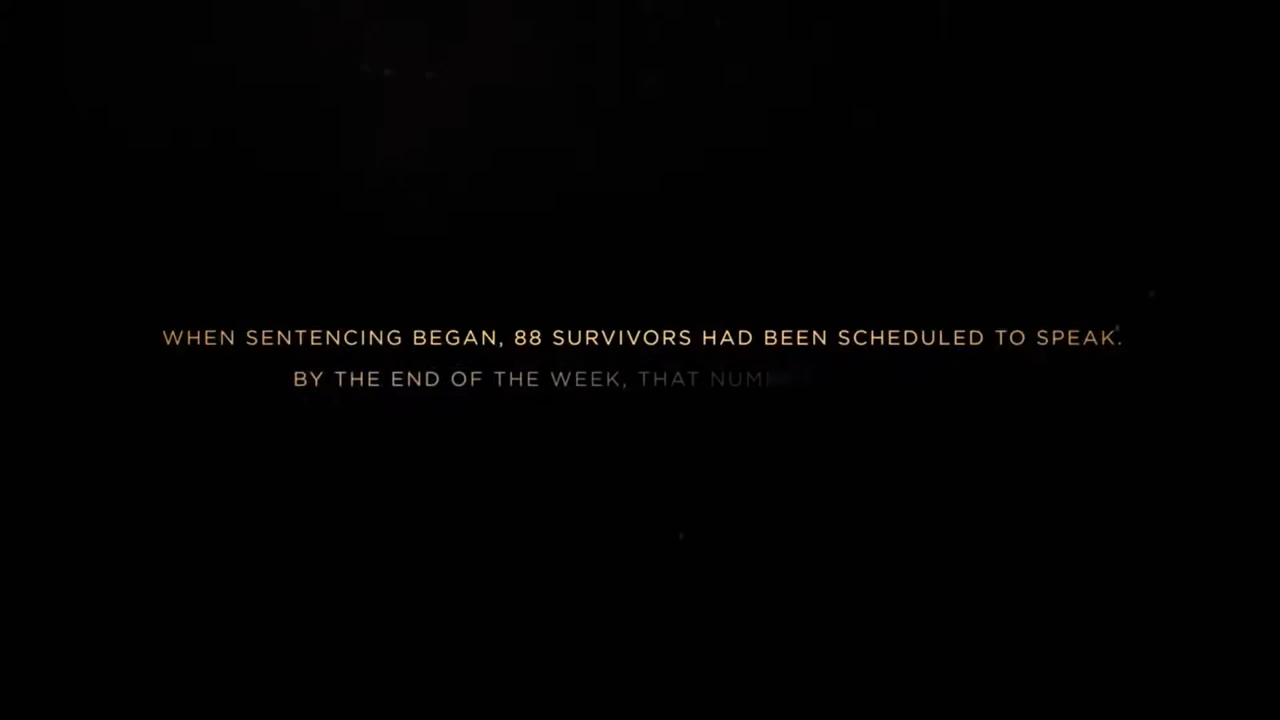 WHEN SENTENCING BEGAN, 88 SURVIVORS HAD BEEN SCHEDULED TO SPEAK.
BY THE END OF THE WEEK, THAT